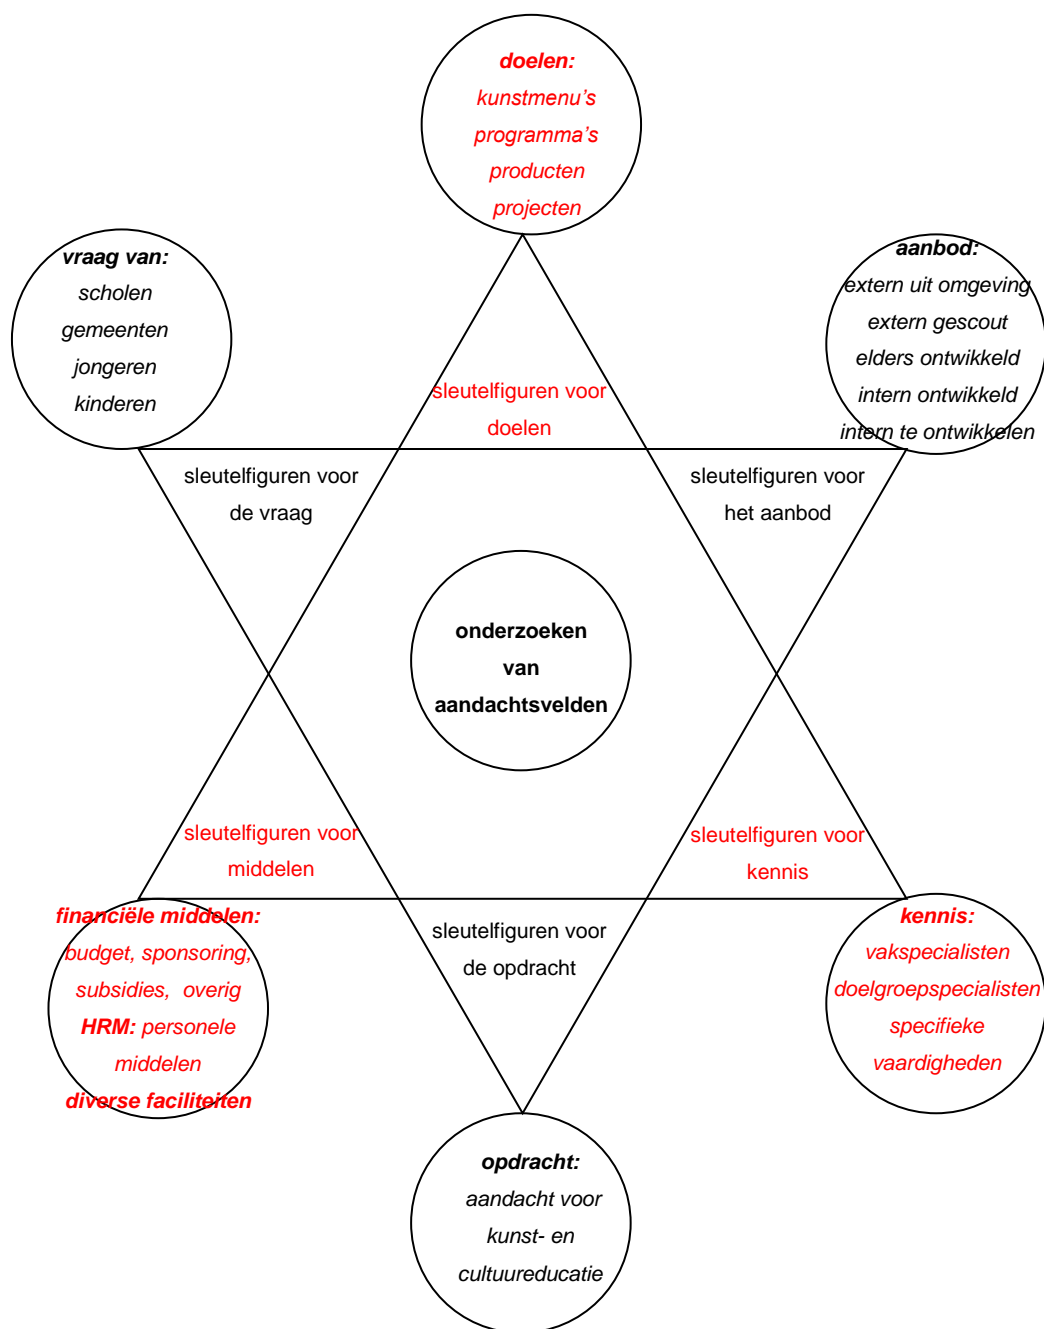 doelen:
kunstmenu's
programma's
producten
projecten
vraag van:
scholen
gemeenten
jongeren
kinderen
aanbod:
extern uit omgeving
extern gescout
elders ontwikkeld
intern ontwikkeld
intern te ontwikkelen
sleutelfiguren voor
doelen
sleutelfiguren voor
de vraag
sleutelfiguren voor
het aanbod
onderzoeken
van
aandachtsvelden
sleutelfiguren voor
middelen
sleutelfiguren voor
kennis
financiële middelen:
budget, sponsoring,
subsidies, overig
HRM: personele
middelen
diverse faciliteiten
sleutelfiguren voor
de opdracht
kennis:
vakspecialisten
doelgroepspecialisten
specifieke
vaardigheden
opdracht:
aandacht voor
kunst- en
cultuureducatie